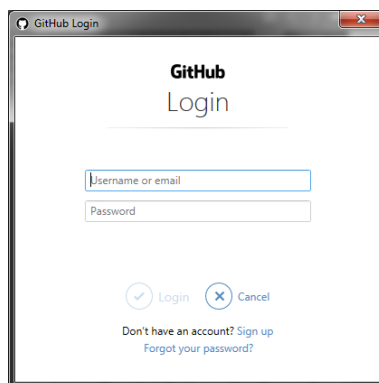 GitHub Login
GitHub
Login
Username or email
Password
Login Cancel
Don't have an account? Sign up
Forgot your password?